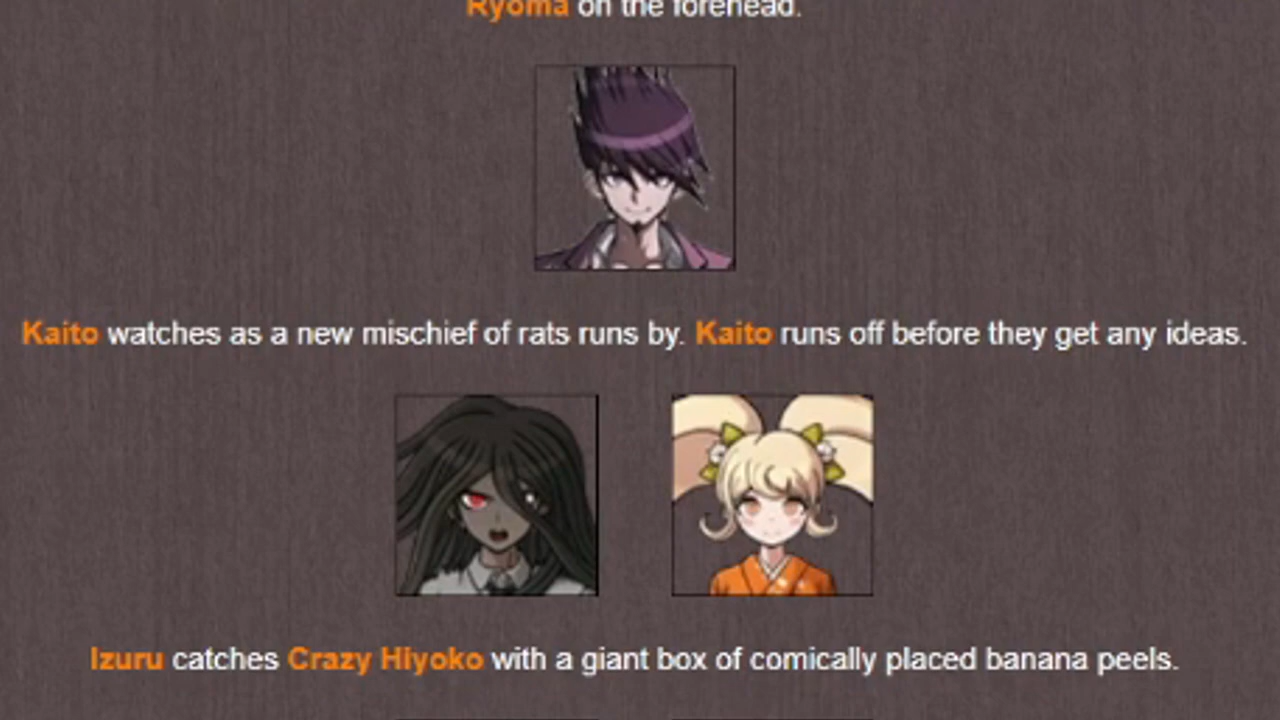 Ryoma on the forehead.
Kaito watches as a new mischief of rats runs by. Kaito runs off before they get any ideas.
Izuru catches Crazy Hiyoko with a giant box of comically placed banana peels.